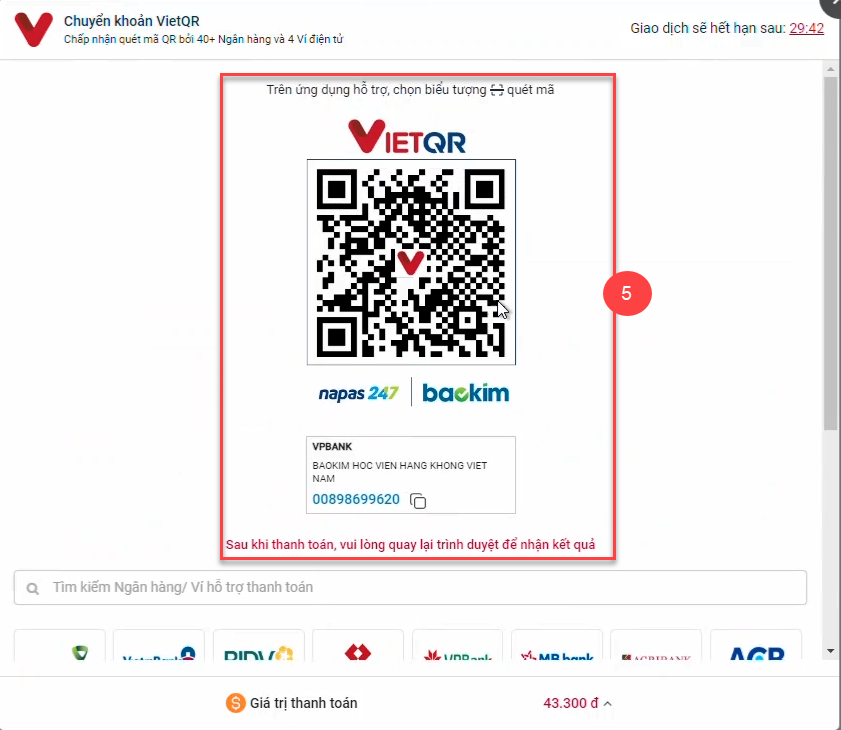 Chuyển khoản VietQR
Chấp nhận quét mã QR bởi 40+ Ngân hàng và 4 Ví điện tử
Giao dịch sẽ hết hạn sau: 29:42
Trên ứng dụng hỗ trợ, chọn biểu tượng quét mã
VIETQR
napas 247
baokim
5
VPBANK
BAOKIM HOC VIEN HANG KHONG VIET
NAM
00898699620
Sau khi thanh toán, vui lòng quay lại trình duyệt để nhận kết quả
Tìm kiếm Ngân hàng/ Ví hỗ trợ thanh toán
VietinBank BIDV VPBank MB bank AGRIBANK ACB
Giá trị thanh toán
43.300 đ